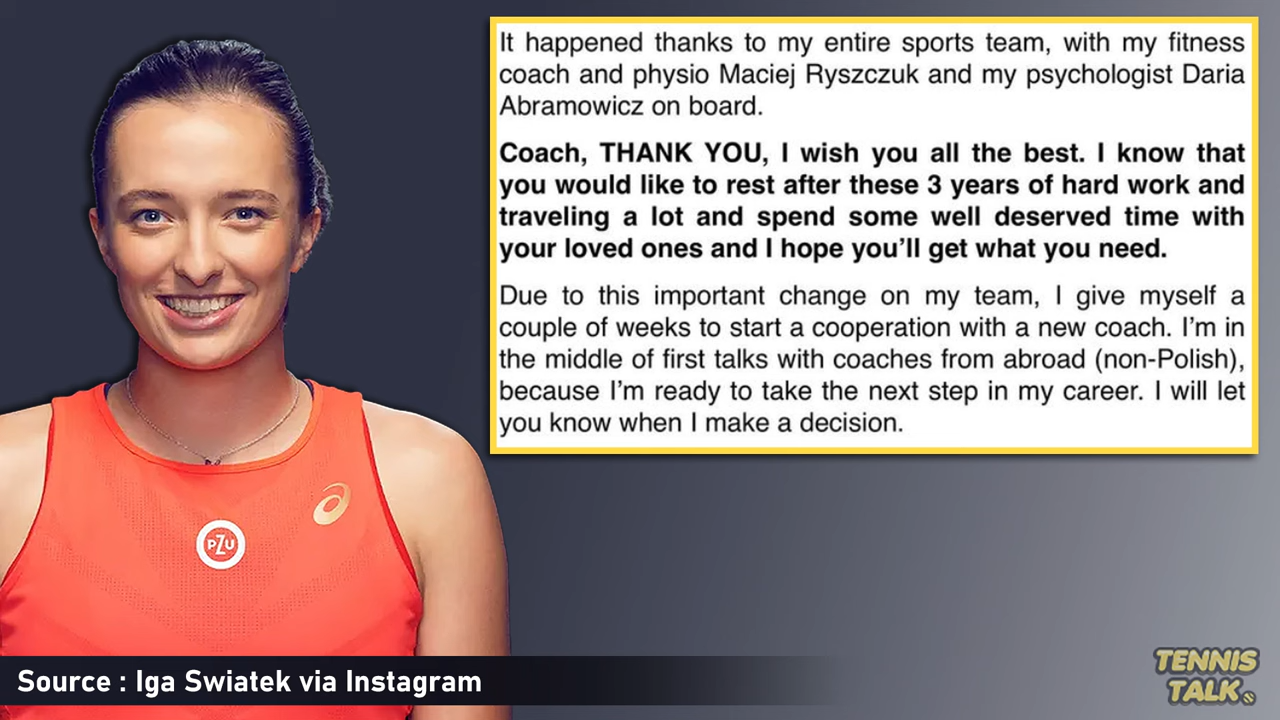 It happened thanks to my entire sports team, with my fitness
coach and physio Maciej Ryszczuk and my psychologist Daria
Abramowicz on board.
Coach, THANK YOU, I wish you all the best. I know that
you would like to rest after these 3 years of hard work and
traveling a lot and spend some well deserved time with
your loved ones and I hope you’ll get what you need.
Due to this important change on my team, I give myself a
couple of weeks to start a cooperation with a new coach. I’m in
the middle of first talks with coaches from abroad (non-Polish),
because I’m ready to take the next step in my career. I will let
you know when I make a decision.
PZU
Source : Iga Swiatek via Instagram
TENNIS
TALK